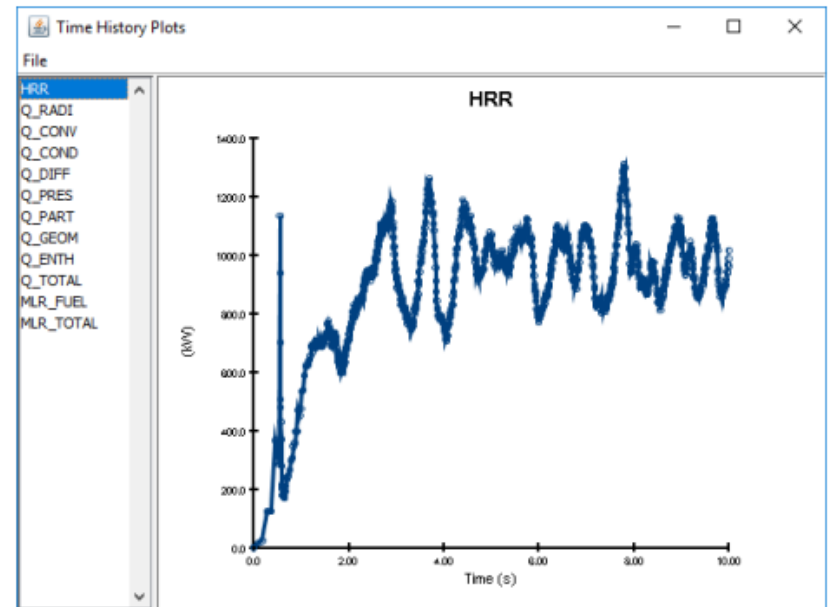 Time History Plots
File
HRR
Q_RADI
Q_CONV
Q_COND
Q_DIFF
Q_PRES
Q_PART
Q_GEOM
Q_ENTH
Q_TOTAL
MLR_FUEL
MLR_TOTAL
HRR
1400.0
1200.0
1000.0
800.0
600.0
400.0
200.0
0.0
(kW)
0.0 2.00 4.00 6.00 8.00 10.00
Time (s)